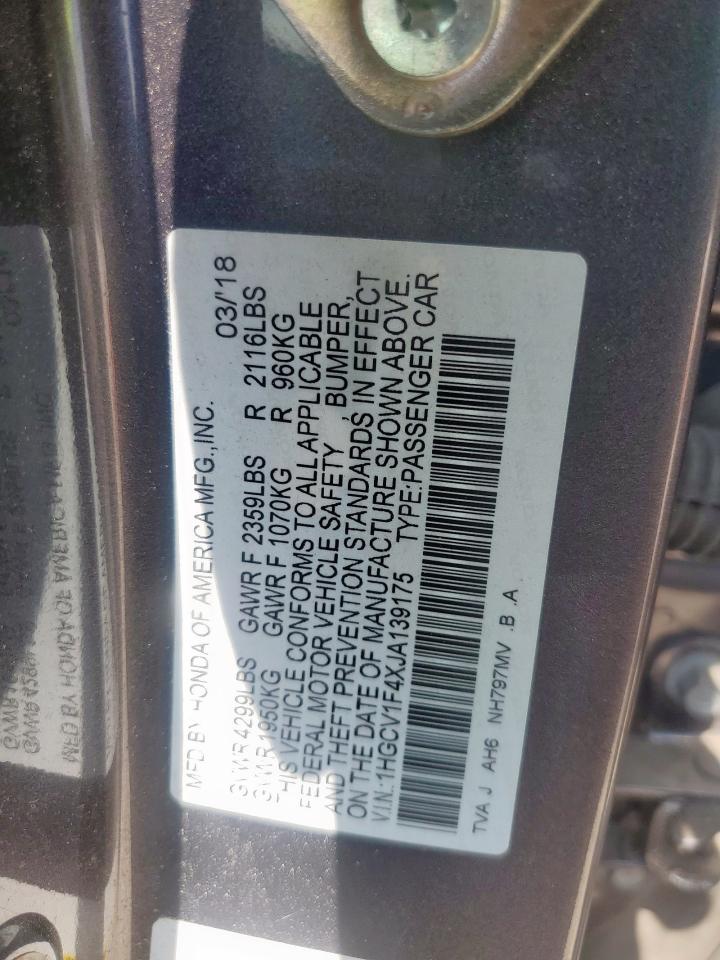 MFD BY HONDA OF AMERICA MFG.,INC. 03/'18
GVWR 4299LBS GAWR F 2359LBS R 2116LBS
GVWR 1950KG GAWR F 1070KG R 960KG
THIS VEHICLE CONFORMS TO ALL APPLICABLE
FEDERAL MOTOR VEHICLE SAFETY , BUMPER,
AND THEFT PREVENTION STANDARDS, IN EFFECT
ON THE DATE OF MANUFACTURE SHOWN ABOVE.
V.I.N.:1HGCV1F4XJA139175 TYPE:PASSENGER CAR
TVA J AH6 NH797MV .B .A